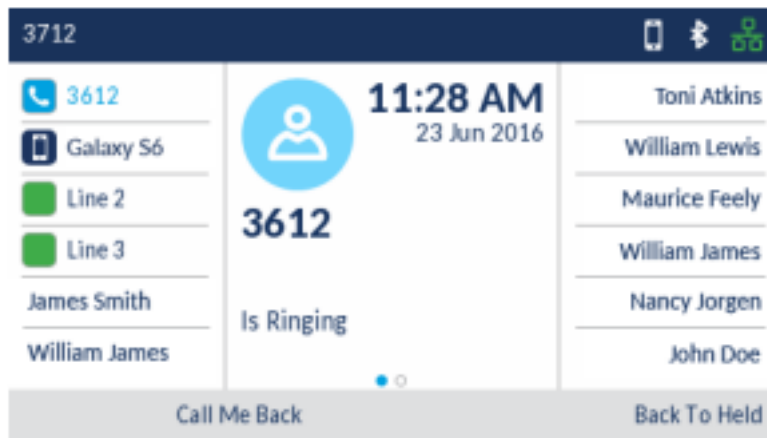 3712
3612
Galaxy S6
Line 2
Line 3
James Smith
William James
11:28 AM
23 Jun 2016
3612
Is Ringing
Toni Atkins
William Lewis
Maurice Feely
William James
Nancy Jorgen
John Doe
Call Me Back
Back To Held